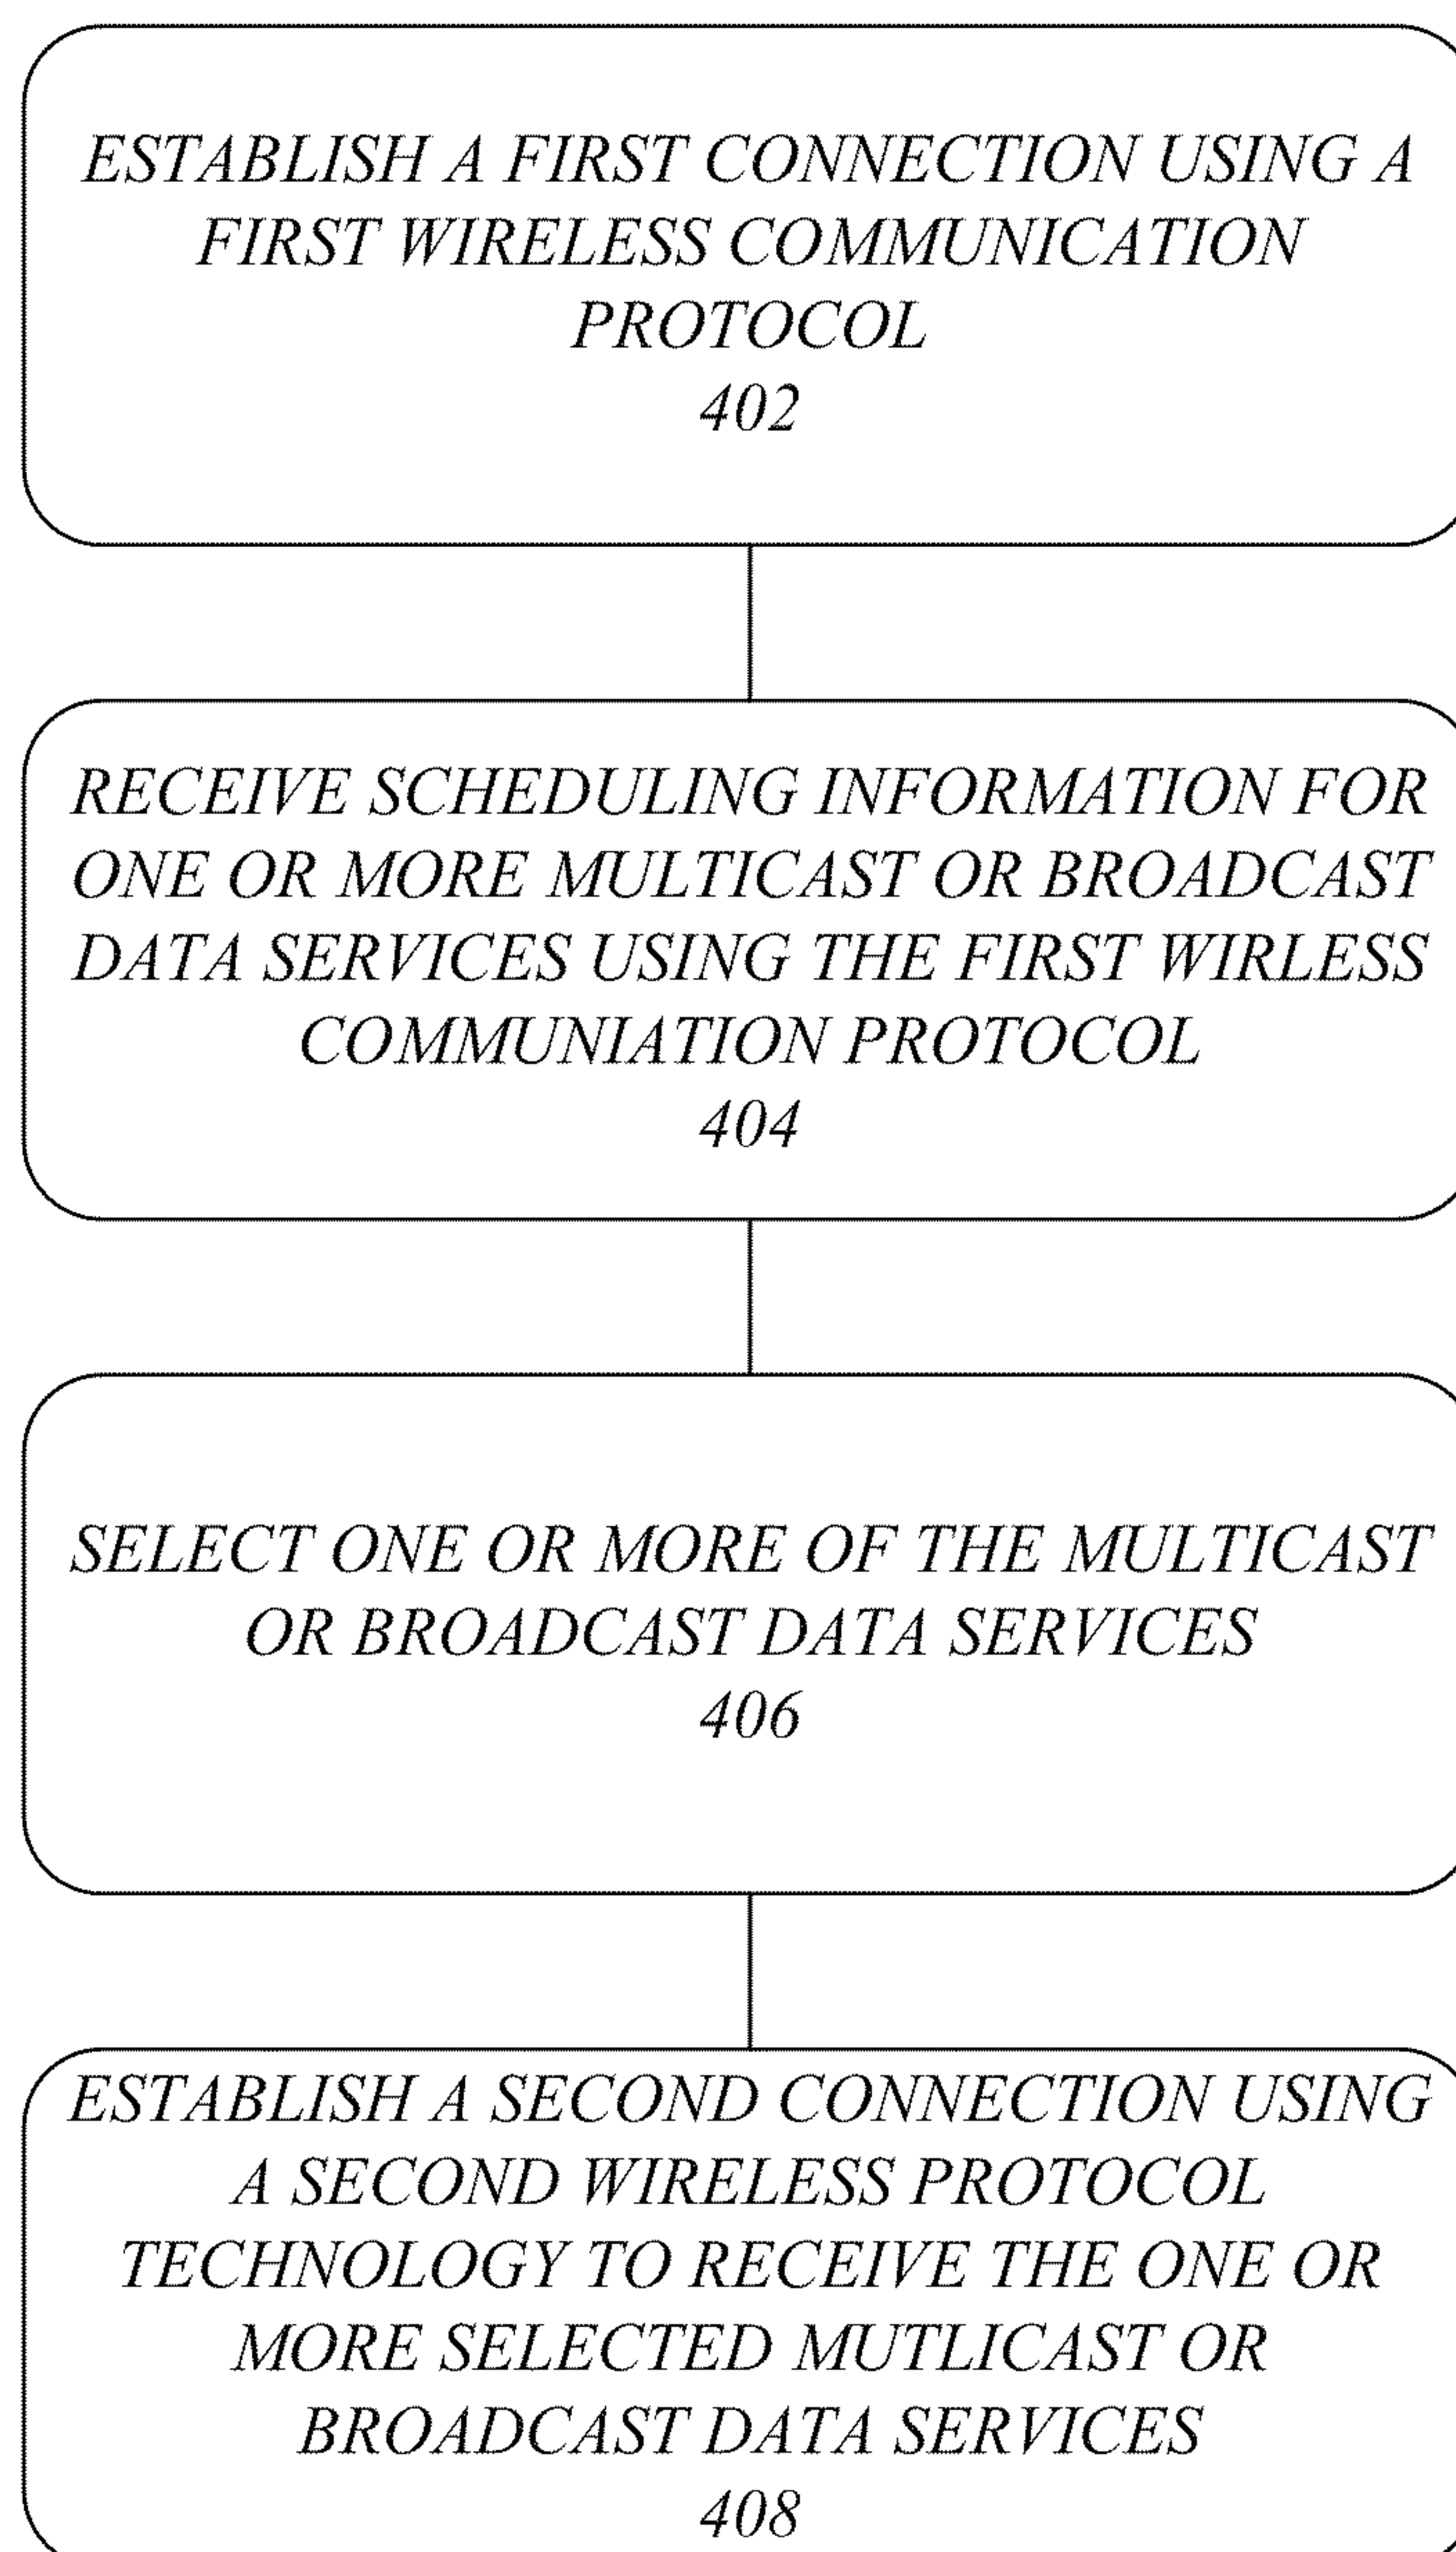 ESTABLISH A FIRST CONNECTION USING A
FIRST WIRELESS COMMUNICATION
PROTOCOL
402
RECEIVE SCHEDULING INFORMATION FOR
ONE OR MORE MULTICAST OR BROADCAST
DATA SERVICES USING THE FIRST WIRLESS
COMMUNIATION PROTOCOL
404
SELECT ONE OR MORE OF THE MULTICAST
OR BROADCAST DATA SERVICES
406
ESTABLISH A SECOND CONNECTION USING
A SECOND WIRELESS PROTOCOL
TECHNOLOGY TO RECEIVE THE ONE OR
MORE SELECTED MUTLICAST OR
BROADCAST DATA SERVICES
408